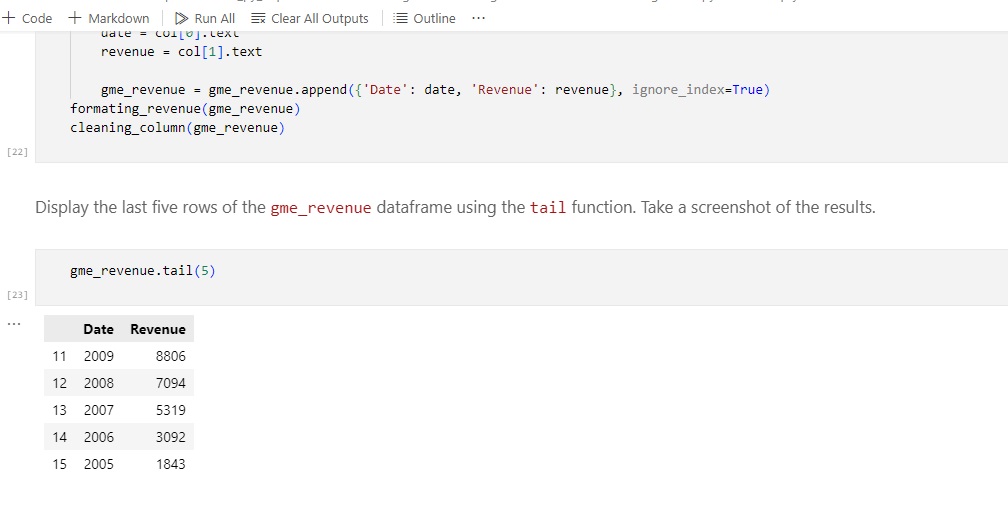 Code Markdown Run All Clear All Outputs Outline ...
date = col[0].text
revenue = col[1].text
gme_revenue = gme_revenue.append({'Date': date, 'Revenue': revenue}, ignore_index=True)
formating_revenue(gme_revenue)
cleaning_column(gme_revenue)
[22]
Display the last five rows of the gme_revenue dataframe using the tail function. Take a screenshot of the results.
gme_revenue.tail(5)
[23]
...
Date Revenue
11 2009 8806
12 2008 7094
13 2007 5319
14 2006 3092
15 2005 1843